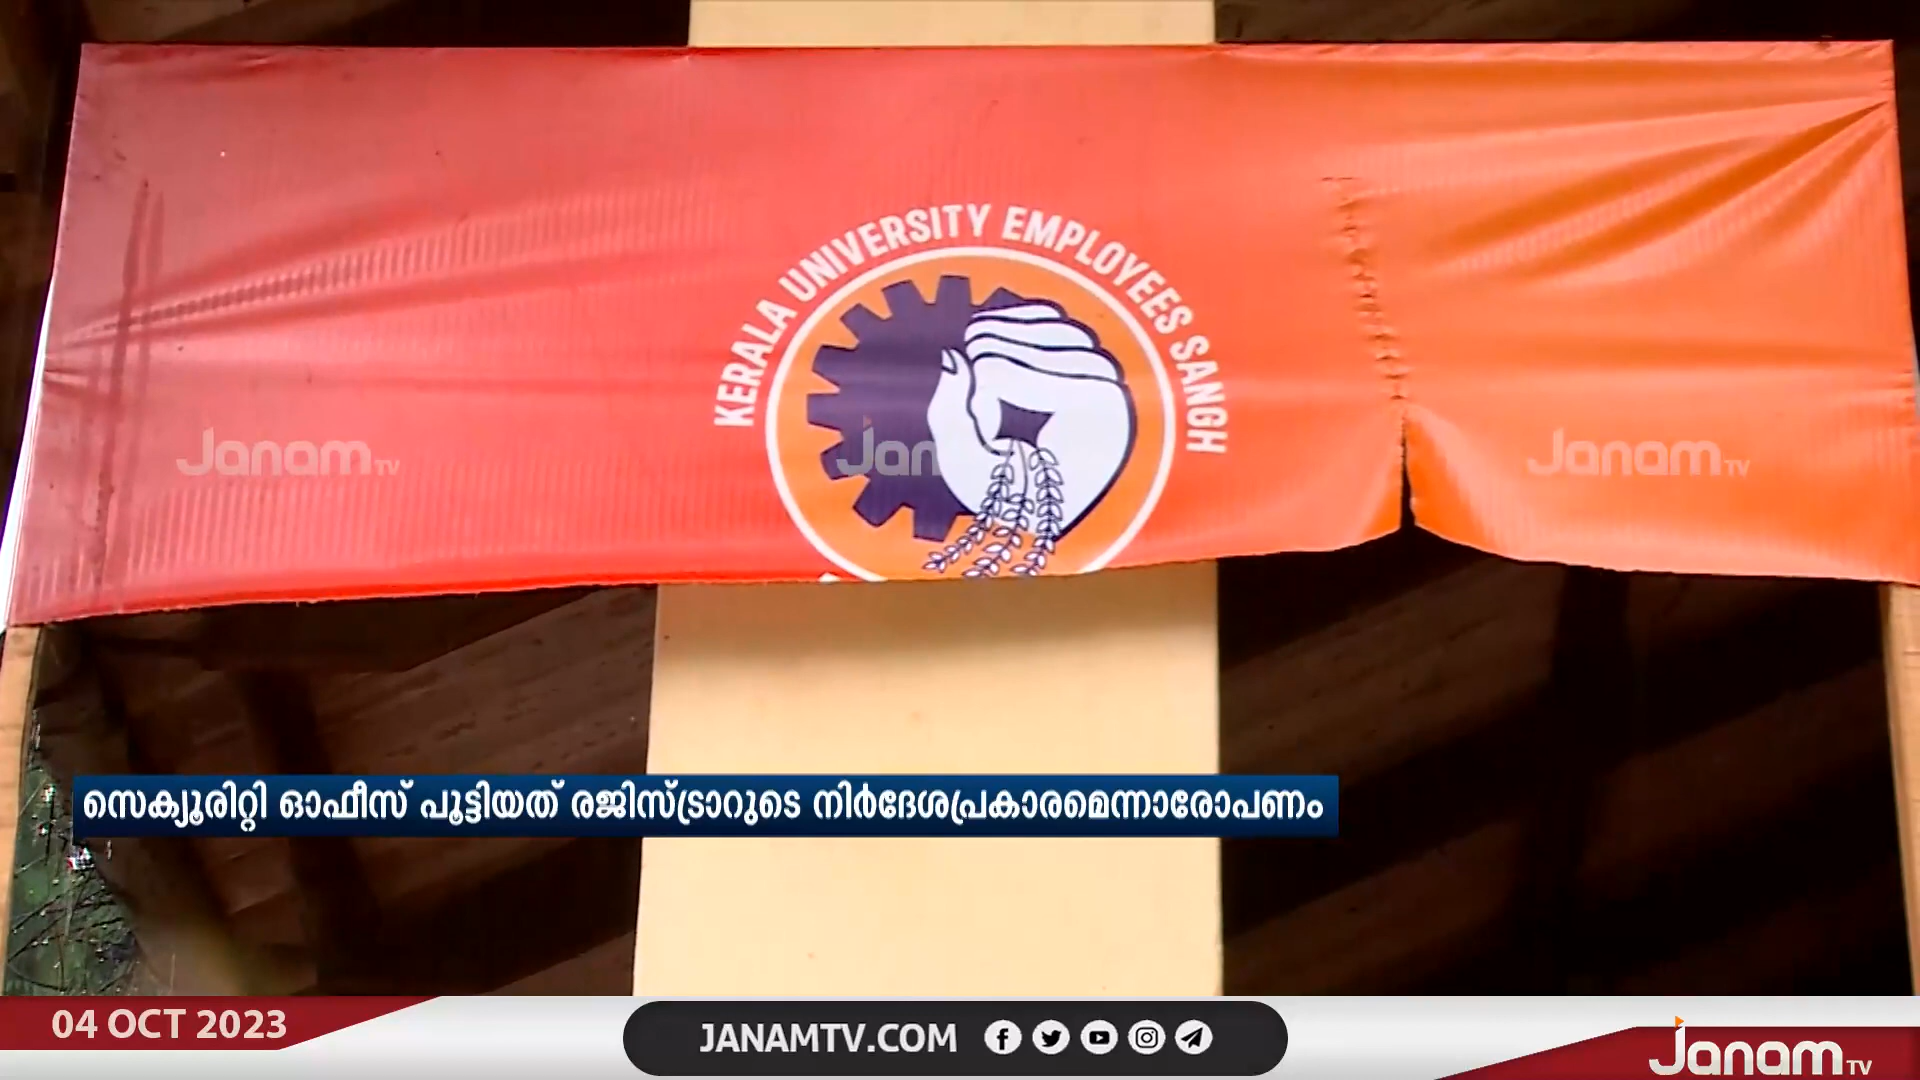 KERALA UNIVERSITY EMPLOYEES SANGH
Janam TV
Janam
Janam TV
സെക്യൂരിറ്റി ഓഫീസ് പൂട്ടിയത് രജിസ്ട്രാറുടെ നിർദേശപ്രകാരമെന്നാരോപണം
04 OCT 2023
JANAMTV.COM
Janam TV